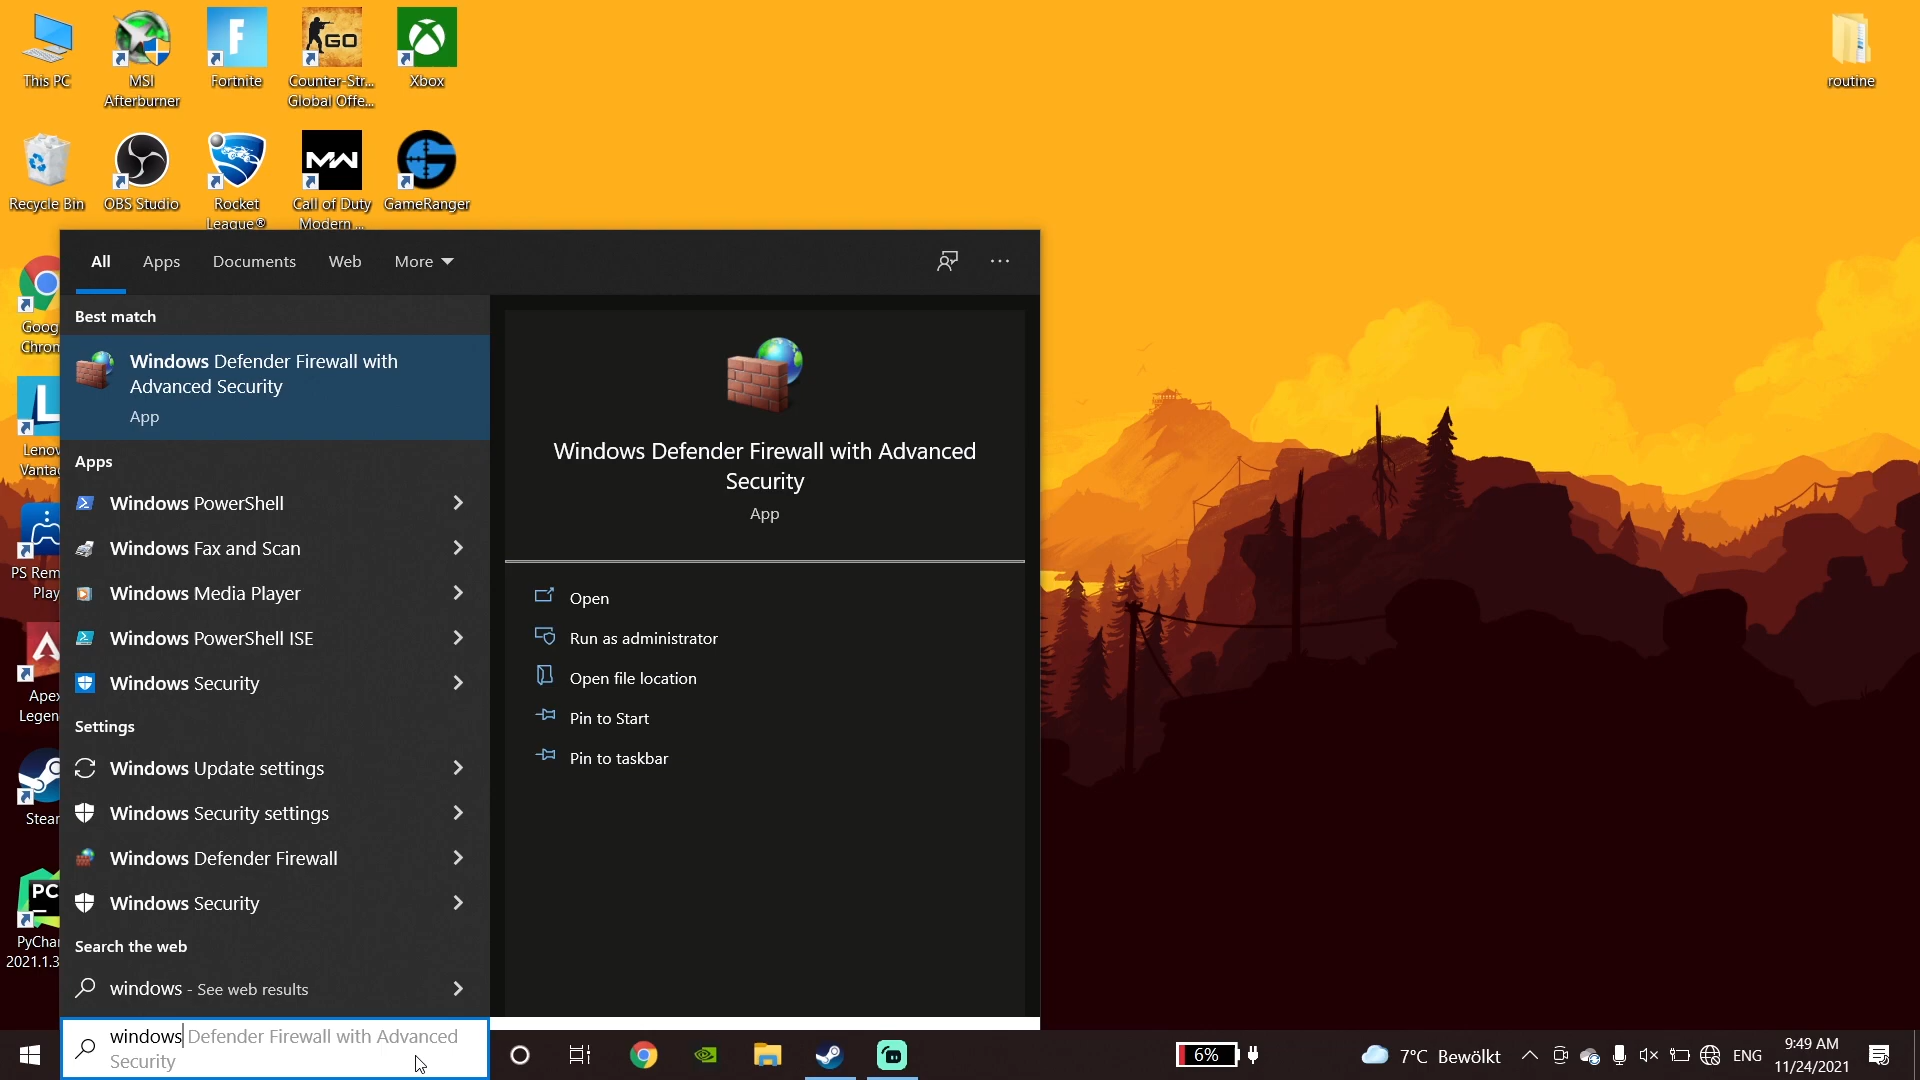 This PC
MSI
Afterburner
Fortnite
Counter-Str...
Global Offe...
Xbox
routine
Recycle Bin
OBS Studio
Rocket
League®
Call of Duty
Modern ...
GameRanger
GO
MW
All
Apps
Documents
Web
More
Goog
Chrom
Lenov
Vantag
PS Rem
Play
Apex
Legen
Stear
PC
PyChar
2021.1.3
Best match
Windows Defender Firewall with
Advanced Security
App
Apps
Windows PowerShell
Windows Fax and Scan
Windows Media Player
Windows PowerShell ISE
Windows Security
Settings
Windows Update settings
Windows Security settings
Windows Defender Firewall
Windows Security
Search the web
windows - See web results
windows Defender Firewall with Advanced
Security
Windows Defender Firewall with Advanced
Security
App
Open
Run as administrator
Open file location
Pin to Start
Pin to taskbar
6%
7°C Bewölkt
ENG
9:49 AM
11/24/2021